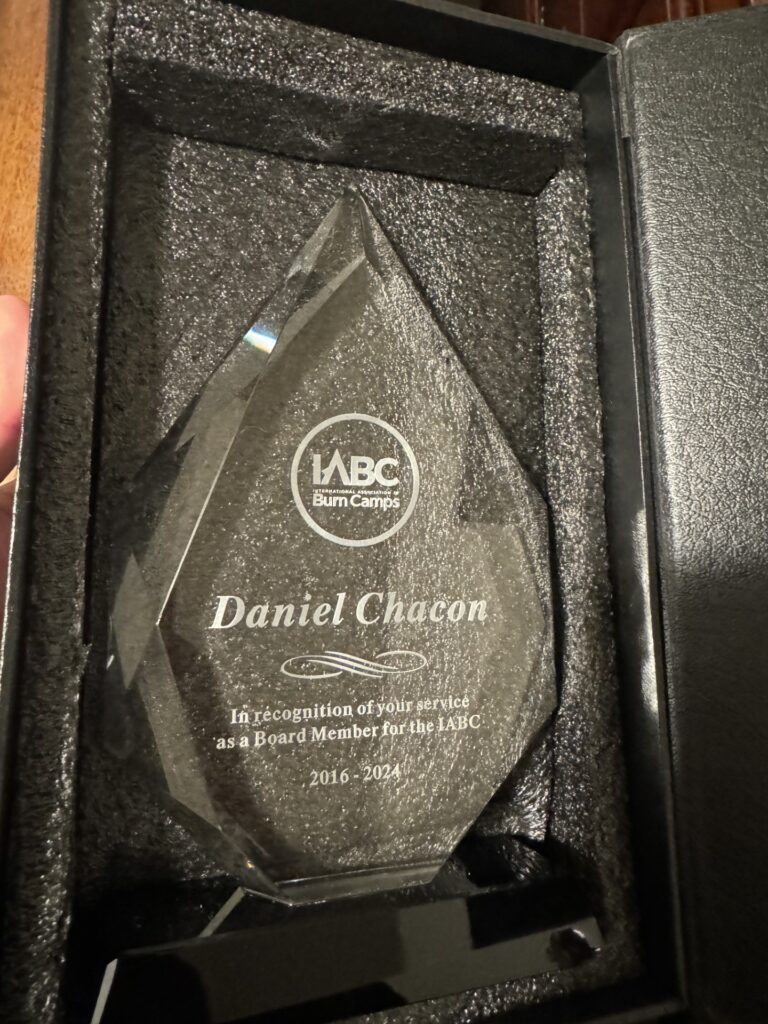 IABC
INTERNATIONAL ASSOCIATION OF
Burn Camps
Daniel Chacon
In recognition of your service
as a Board Member for the IABC
2016 - 2024